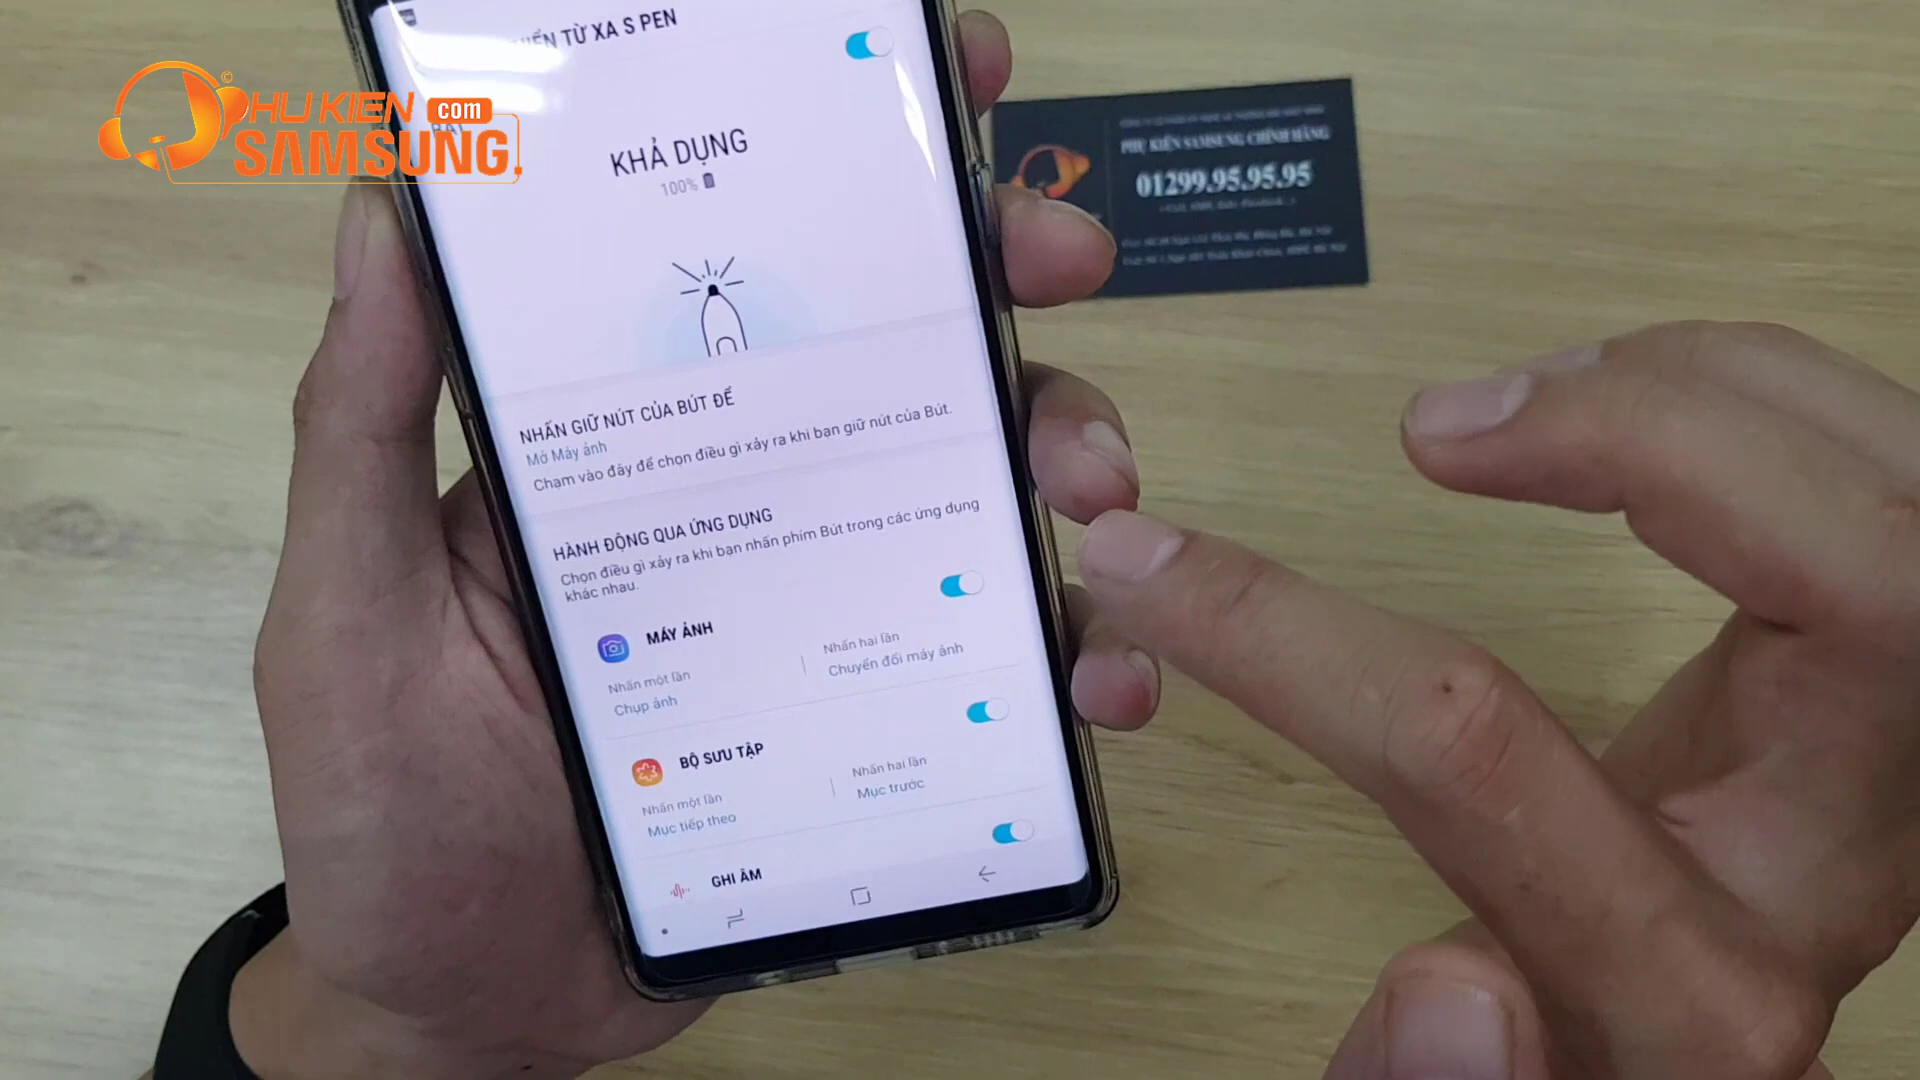 HU KIEN com
SAMSUNG.
KHIỂN TỪ XA S PEN
KHẢ DỤNG
100%
NHẤN GIỮ NÚT CỦA BÚT ĐỂ
Mở Máy ảnh
Chạm vào đây để chọn điều gì xảy ra khi bạn giữ nút của Bút.
HÀNH ĐỘNG QUA ỨNG DỤNG
Chọn điều gì xảy ra khi bạn nhấn phím Bút trong các ứng dụng
khác nhau.
MÁY ẢNH
Nhấn một lần
Chụp ảnh
Nhấn hai lần
Chuyển đổi máy ảnh
BỘ SƯU TẬP
Nhấn một lần
Mục tiếp theo
Nhấn hai lần
Mục trước
GHI ÂM
PHỤ KIỆN SAMSUNG CHÍNH HÃNG
01299.95.95.95